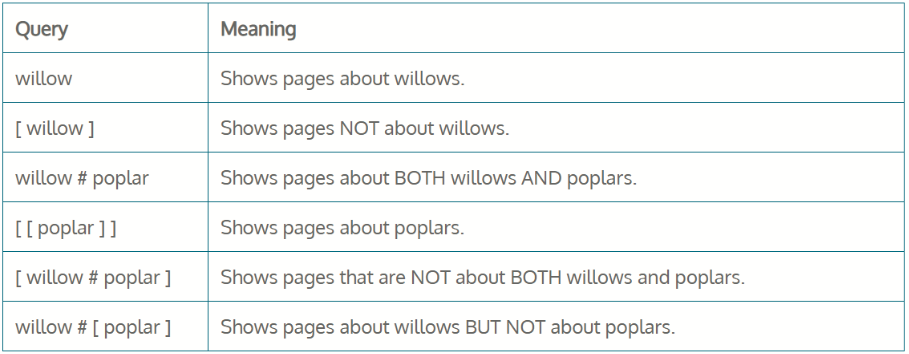 Query Meaning
willow Shows pages about willows.
[ willow ] Shows pages NOT about willows.
willow # poplar Shows pages about BOTH willows AND poplars.
[ [ poplar ] ] Shows pages about poplars.
[ willow # poplar ] Shows pages that are NOT about BOTH willows and poplars.
willow # [ poplar ] Shows pages about willows BUT NOT about poplars.